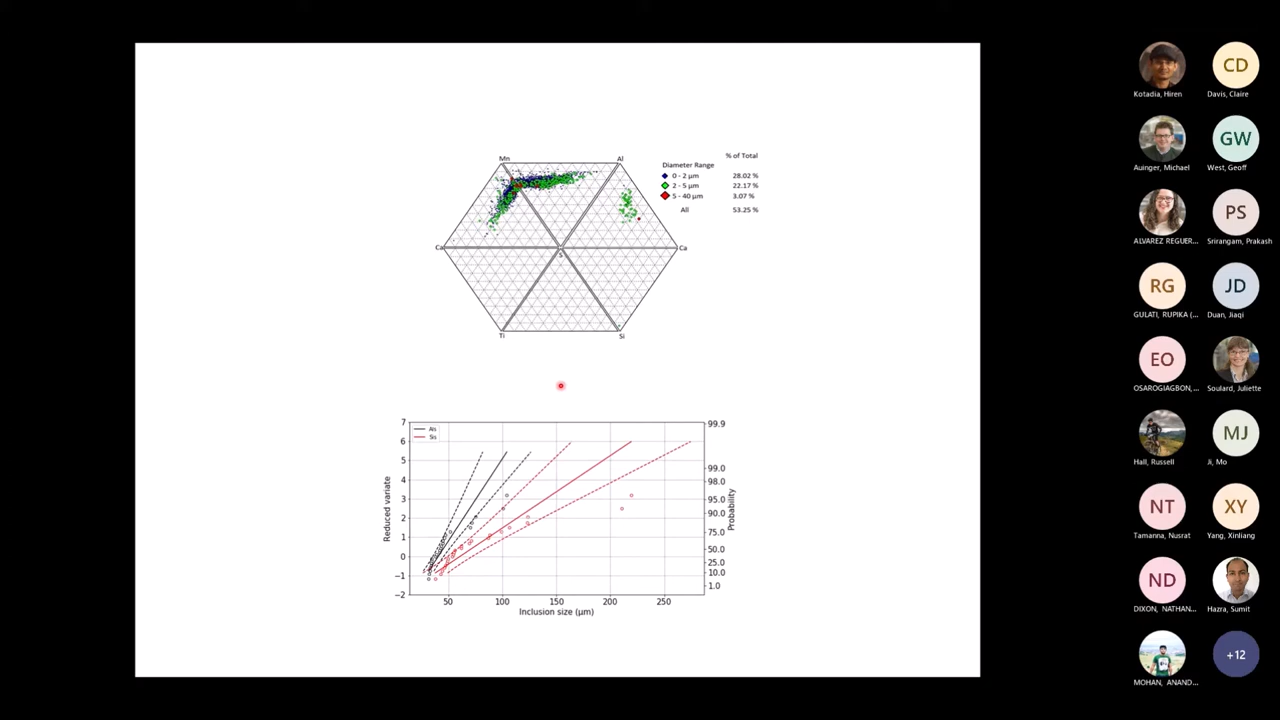 Mn
Al
Ca
S
Ca
Ti
Si
% of Total
Diameter Range
0 - 2 μm 28.02 %
2 - 5 μm 22.17 %
5 - 40 μm 3.07 %
All 53.25 %
7
6
5
4
3
2
1
0
−1
−2
Reduced variate
Als
Sis
50
100
150
200
250
Inclusion size (μm)
99.9
99.0
98.0
95.0
90.0
75.0
50.0
25.0
10.0
1.0
Probability
Kotadia, Hiren
CD
Davis, Claire
Auinger, Michael
GW
West, Geoff
ALVAREZ REGUER...
PS
Srirangam, Prakash
RG
GULATI, RUPIKA (...
JD
Duan, Jiaqi
EO
OSAROGIAGBON,...
Soulard, Juliette
Hall, Russell
MJ
Ji, Mo
NT
Tamanna, Nusrat
XY
Yang, Xinliang
ND
DIXON, NATHAN...
Hazra, Sumit
MOHAN, ANAND...
+12